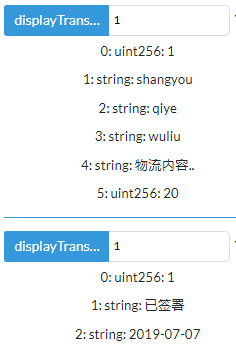 displayTrans... 1
0: uint256: 1
1: string: shangyou
2: string: qiye
3: string: wuliu
4: string: 物流内容..
5: uint256: 20
displayTrans... 1
0: uint256: 1
1: string: 已签署
2: string: 2019-07-07